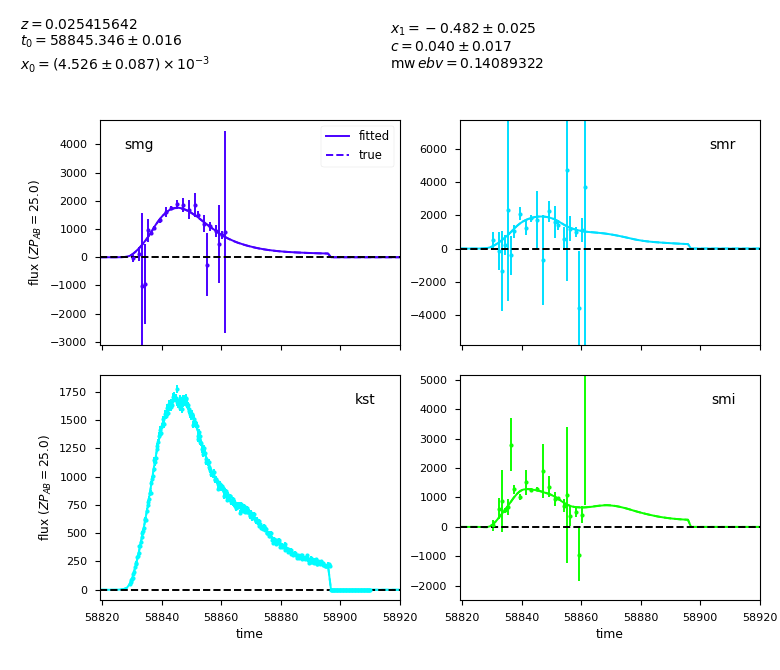 z = 0.025415642
t₀ = 58845.346 ± 0.016
x₀ = (4.526 ± 0.087) × 10⁻³
x₁ = −0.482 ± 0.025
c = 0.040 ± 0.017
mw ebv = 0.14089322
smg
fitted
true
4000
3000
2000
1000
0
−1000
−2000
−3000
flux (ZP_AB = 25.0)
smr
6000
4000
2000
0
−2000
−4000
kst
1750
1500
1250
1000
750
500
250
0
flux (ZP_AB = 25.0)
58820 58840 58860 58880 58900 58920
time
smi
5000
4000
3000
2000
1000
0
−1000
−2000
58820 58840 58860 58880 58900 58920
time